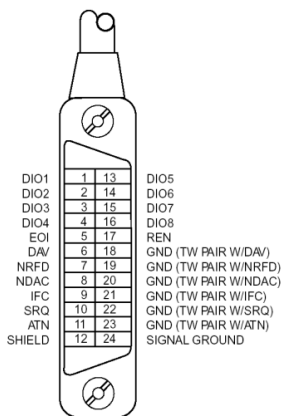 DIO1 1 13 DIO5
DIO2 2 14 DIO6
DIO3 3 15 DIO7
DIO4 4 16 DIO8
EOI 5 17 REN
DAV 6 18 GND (TW PAIR W/DAV)
NRFD 7 19 GND (TW PAIR W/NRFD)
NDAC 8 20 GND (TW PAIR W/NDAC)
IFC 9 21 GND (TW PAIR W/IFC)
SRQ 10 22 GND (TW PAIR W/SRQ)
ATN 11 23 GND (TW PAIR W/ATN)
SHIELD 12 24 SIGNAL GROUND